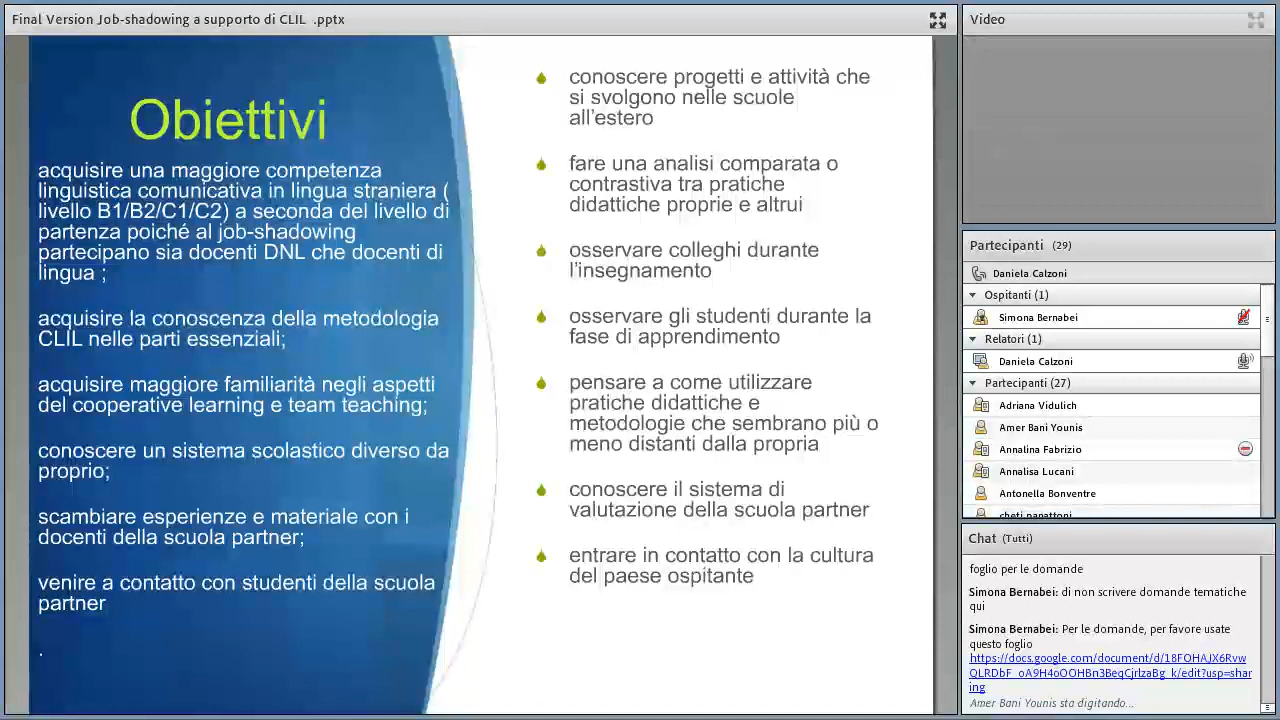 Final Version Job-shadowing a supporto di CLIL .pptx
Obiettivi
acquisire una maggiore competenza
linguistica comunicativa in lingua straniera (
livello B1/B2/C1/C2) a seconda del livello di
partenza poiché al job-shadowing
partecipano sia docenti DNL che docenti di
lingua ;
acquisire la conoscenza della metodologia
CLIL nelle parti essenziali;
acquisire maggiore familiarità negli aspetti
del cooperative learning e team teaching;
conoscere un sistema scolastico diverso da
proprio;
scambiare esperienze e materiale con i
docenti della scuola partner;
venire a contatto con studenti della scuola
partner
.
conoscere progetti e attività che
si svolgono nelle scuole
all'estero
fare una analisi comparata o
contrastiva tra pratiche
didattiche proprie e altrui
osservare colleghi durante
l'insegnamento
osservare gli studenti durante la
fase di apprendimento
pensare a come utilizzare
pratiche didattiche e
metodologie che sembrano più o
meno distanti dalla propria
conoscere il sistema di
valutazione della scuola partner
entrare in contatto con la cultura
del paese ospitante
Video
Partecipanti (29)
Daniela Calzoni
Ospitanti (1)
Simona Bernabei
Relatori (1)
Daniela Calzoni
Partecipanti (27)
Adriana Vidulich
Amer Bani Younis
Annalina Fabrizio
Annalisa Lucani
Antonella Bonventre
Chat (Tutti)
foglio per le domande
Simona Bernabei: di non scrivere domande tematiche
qui
Simona Bernabei: Per le domande, per favore usate
questo foglio
https://docs.google.com/document/d/18FOHAJX6Rvw
QLRDbF_oA9H4oOOHBn3BeqCjrlzaBg_k/edit?usp=shar
ing
Amer Bani Younis sta digitando...